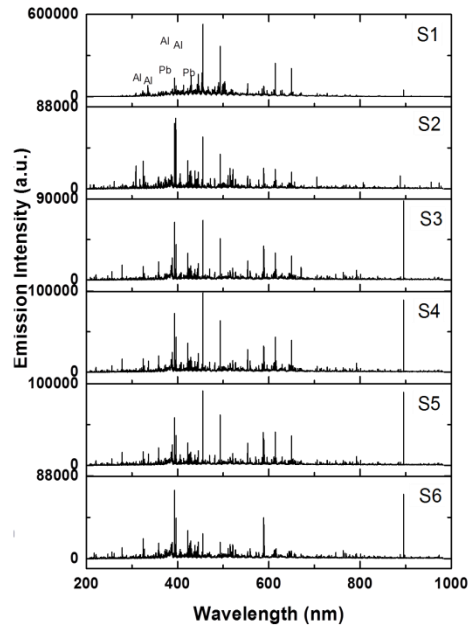 600000
S1
Al
Al
Al
Al
Pb
Pb
0
88000
S2
0
90000
S3
0
100000
S4
0
100000
S5
0
88000
S6
0
200
400
600
800
1000
Emission Intensity (a.u.)
Wavelength (nm)